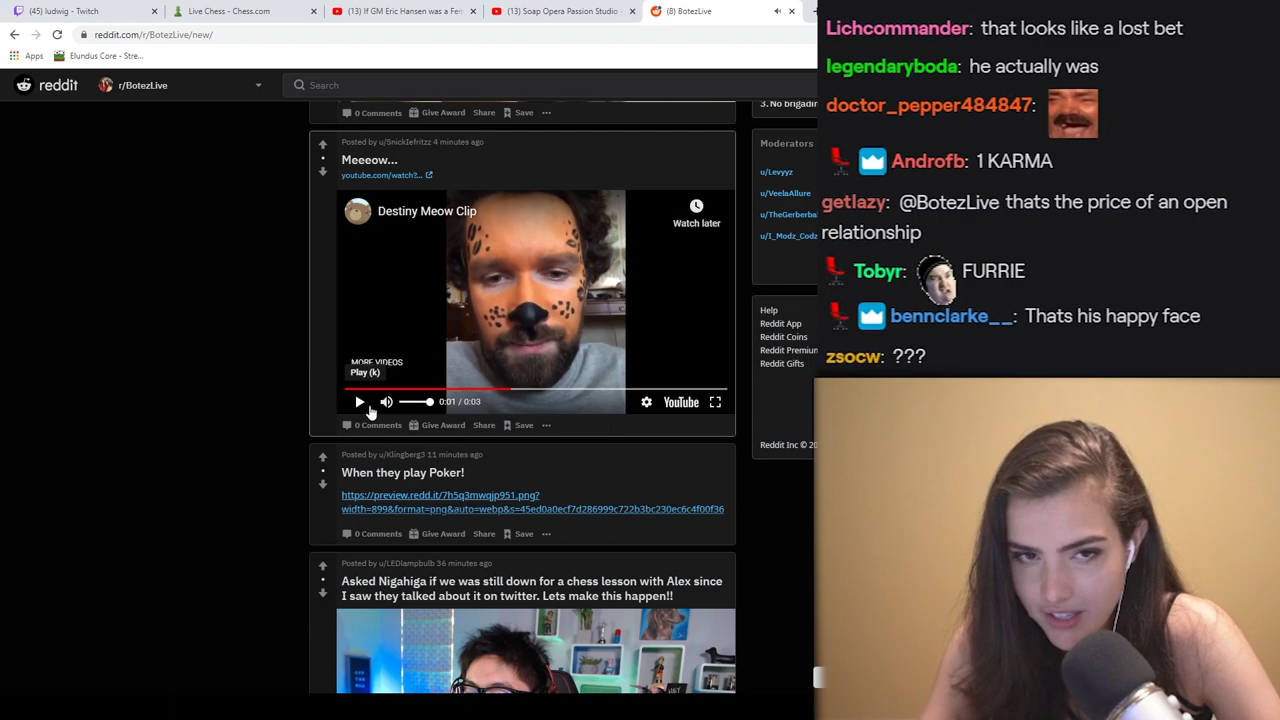 (45) ludwig - Twitch
Live Chess - Chess.com
(13) If GM Eric Hansen was a Fem
(13) Soap Opera Passion Studio -
(8) BotezLive
reddit.com/r/BotezLive/new/
Apps
Elundus Core - Stre...
reddit
r/BotezLive
Search
0 Comments
Give Award
Share
Save
3. No brigadin
Posted by u/Snicklefritzz 4 minutes ago
Meeeow...
youtube.com/watch?...
Destiny Meow Clip
Watch later
MORE VIDEOS
Play (k)
0:01 / 0:03
YouTube
0 Comments
Give Award
Share
Save
Moderators
u/Levyyz
u/VeelaAllure
u/TheGerberba
u/I_Modz_Codz
Help
Reddit App
Reddit Coins
Reddit Premium
Reddit Gifts
Reddit Inc © 20
Posted by u/Klingberg3 11 minutes ago
When they play Poker!
https://preview.redd.it/7h5q3mwqjp951.png?
width=899&format=png&auto=webp&s=45ed0a0ecf7d286999c722b3bc230ec6c4f00f36
0 Comments
Give Award
Share
Save
Posted by u/LEDlampbulb 36 minutes ago
Asked Nigahiga if we was still down for a chess lesson with Alex since
I saw they talked about it on twitter. Lets make this happen!!
Lichcommander: that looks like a lost bet
legendaryboda: he actually was
doctor_pepper484847:
Androfb: 1 KARMA
getlazy: @BotezLive thats the price of an open
relationship
Tobyr: FURRIE
bennclarke__: Thats his happy face
zsocw: ???